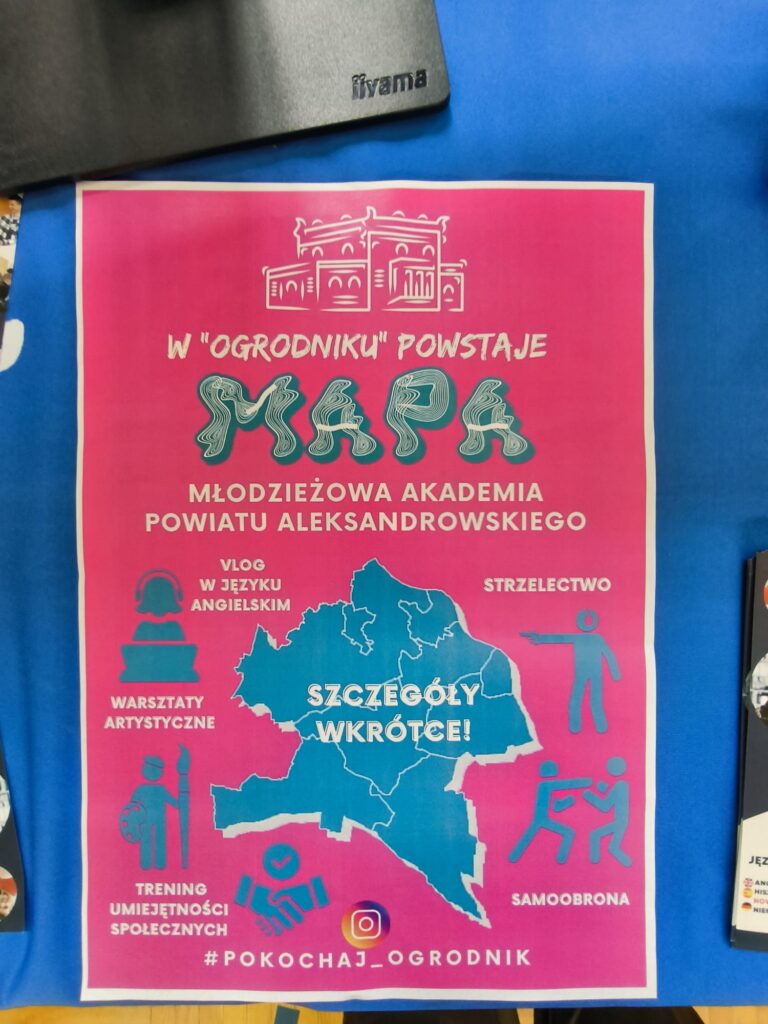 iiyama
W "OGRODNIKU" POWSTAJE
MAPA
MŁODZIEŻOWA AKADEMIA
POWIATU ALEKSANDROWSKIEGO
VLOG
W JĘZYKU
ANGIELSKIM
STRZELECTWO
WARSZTATY
ARTYSTYCZNE
SZCZEGÓŁY
WKRÓTCE!
TRENING
UMIEJĘTNOŚCI
SPOŁECZNYCH
SAMOOBRONA
#POKOCHAJ_OGRODNIK